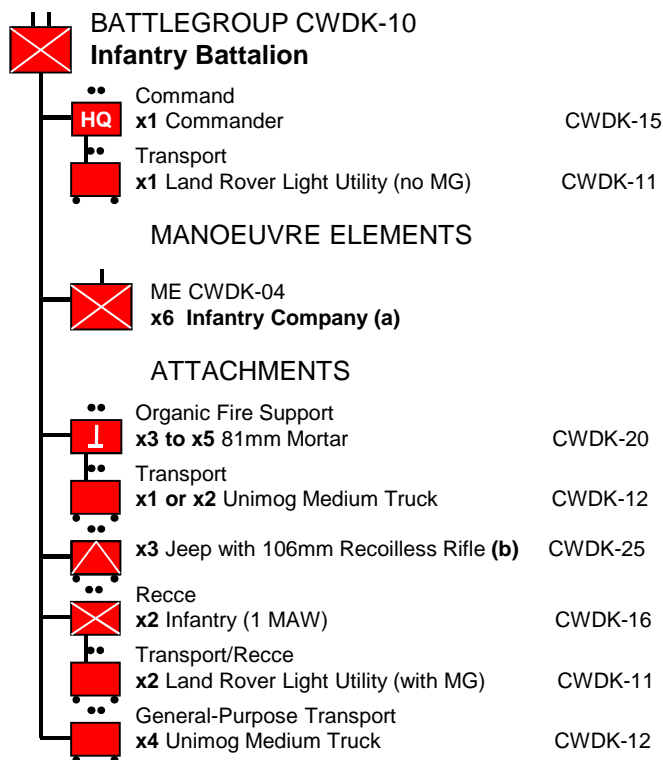 BATTLEGROUP CWDK-10
Infantry Battalion
Command
HQ x1 Commander CWDK-15
Transport
x1 Land Rover Light Utility (no MG) CWDK-11
MANOEUVRE ELEMENTS
ME CWDK-04
x6 Infantry Company (a)
ATTACHMENTS
Organic Fire Support
x3 to x5 81mm Mortar CWDK-20
Transport
x1 or x2 Unimog Medium Truck CWDK-12
x3 Jeep with 106mm Recoilless Rifle (b) CWDK-25
Recce
x2 Infantry (1 MAW) CWDK-16
Transport/Recce
x2 Land Rover Light Utility (with MG) CWDK-11
General-Purpose Transport
x4 Unimog Medium Truck CWDK-12